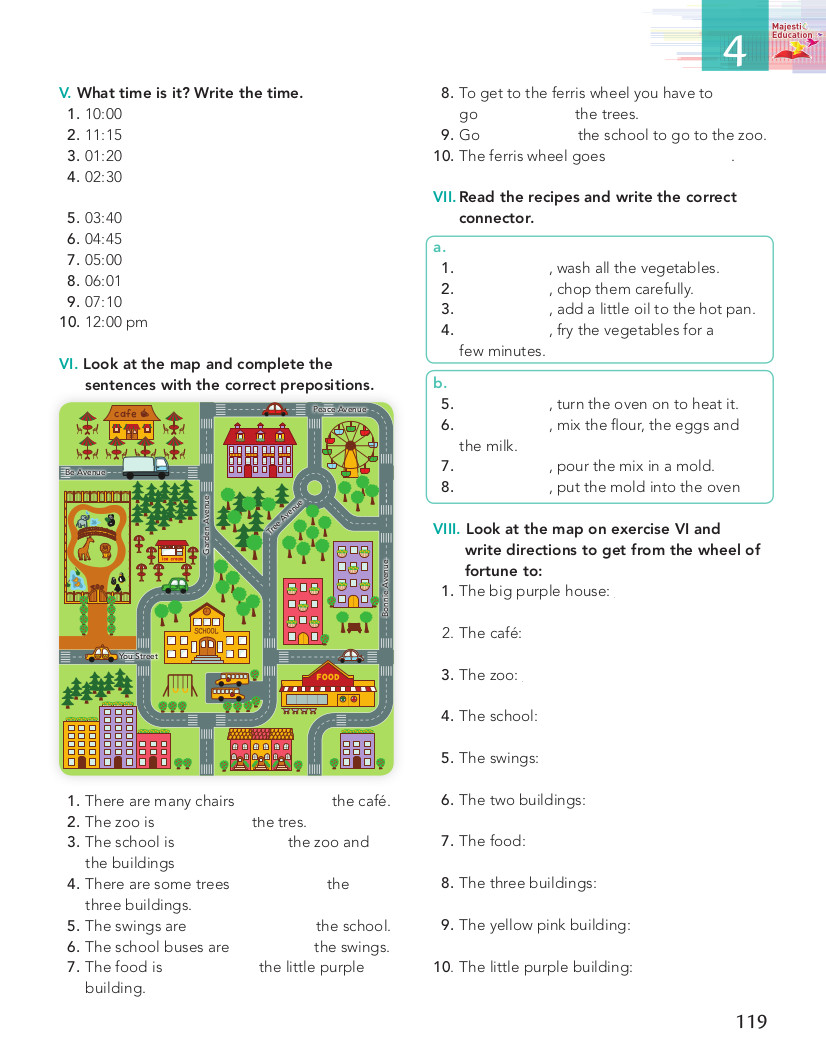 4
Majesti
Education
V. What time is it? Write the time.
1. 10:00
2. 11:15
3. 01:20
4. 02:30
5. 03:40
6. 04:45
7. 05:00
8. 06:01
9. 07:10
10. 12:00 pm
VI. Look at the map and complete the
sentences with the correct prepositions.
cafe
Peace Avenue
Be Avenue
Garden Avenue
Tree Avenue
Bonnie Avenue
SCHOOL
You Street
FOOD
1. There are many chairs the café.
2. The zoo is the tres.
3. The school is the zoo and
the buildings
4. There are some trees the
three buildings.
5. The swings are the school.
6. The school buses are the swings.
7. The food is the little purple
building.
8. To get to the ferris wheel you have to
go the trees.
9. Go the school to go to the zoo.
10. The ferris wheel goes .
VII. Read the recipes and write the correct
connector.
a.
1. , wash all the vegetables.
2. , chop them carefully.
3. , add a little oil to the hot pan.
4. , fry the vegetables for a
few minutes.
b.
5. , turn the oven on to heat it.
6. , mix the flour, the eggs and
the milk.
7. , pour the mix in a mold.
8. , put the mold into the oven
VIII. Look at the map on exercise VI and
write directions to get from the wheel of
fortune to:
1. The big purple house:
2. The café:
3. The zoo:
4. The school:
5. The swings:
6. The two buildings:
7. The food:
8. The three buildings:
9. The yellow pink building:
10. The little purple building:
119